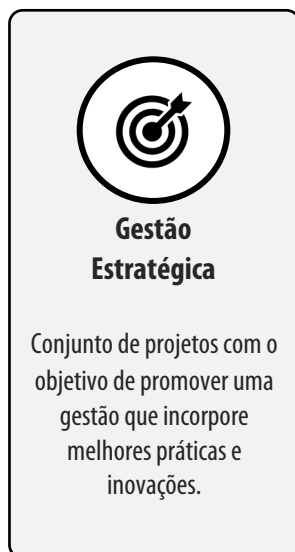 Gestão
Estratégica
Conjunto de projetos com o
objetivo de promover uma
gestão que incorpore
melhores práticas e
inovações.